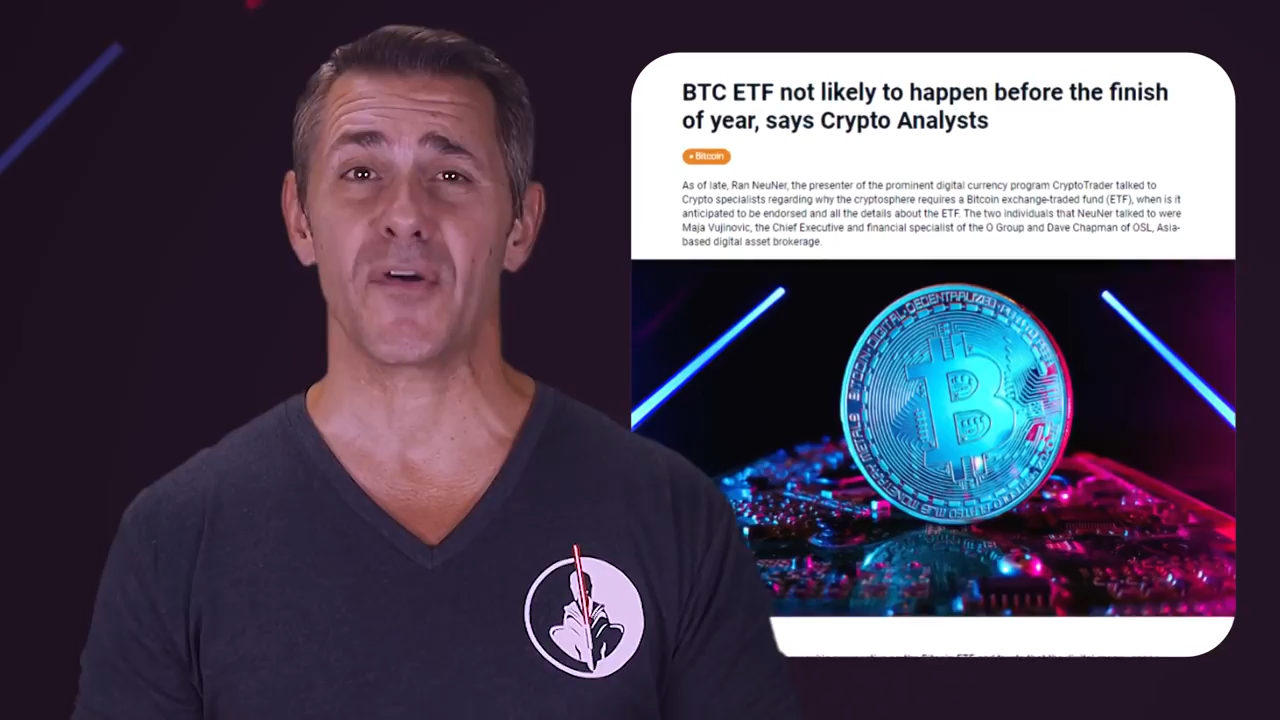 BTC ETF not likely to happen before the finish
of year, says Crypto Analysts
• Bitcoin
As of late, Ran NeuNer, the presenter of the prominent digital currency program CryptoTrader talked to
Crypto specialists regarding why the cryptosphere requires a Bitcoin exchange-traded fund (ETF), when is it
anticipated to be endorsed and all the details about the ETF. The two individuals that NeuNer talked to were
Maja Vujinovic, the Chief Executive and financial specialist of the O Group and Dave Chapman of OSL, Asia-
based digital asset brokerage.
BITCOIN DIGITAL DECENTRALIZED